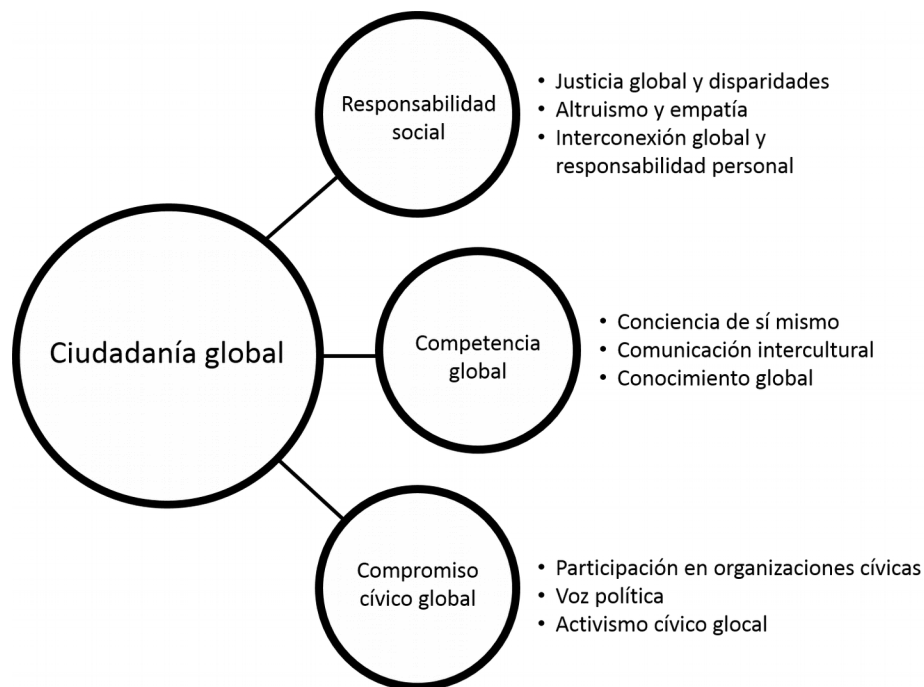 Responsabilidad
social
• Justicia global y disparidades
• Altruismo y empatía
• Interconexión global y
responsabilidad personal
Ciudadanía global
Competencia
global
• Conciencia de sí mismo
• Comunicación intercultural
• Conocimiento global
Compromiso
cívico global
• Participación en organizaciones cívicas
• Voz política
• Activismo cívico glocal